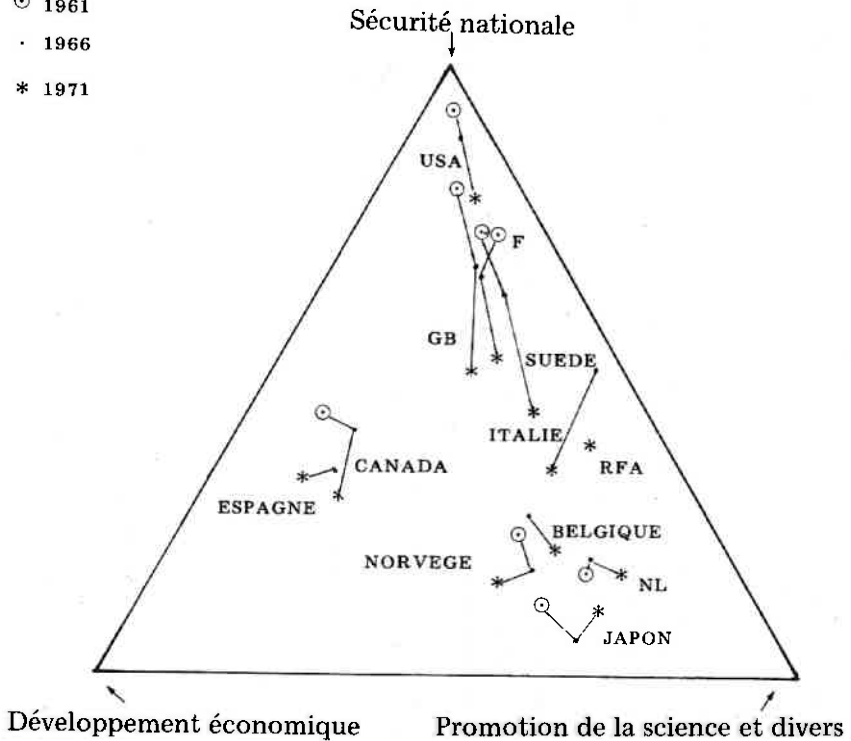 ⊙ 1961
· 1966
* 1971
Sécurité nationale
USA
F
GB
SUEDE
ITALIE
RFA
CANADA
ESPAGNE
BELGIQUE
NORVEGE
NL
JAPON
Développement économique
Promotion de la science et divers